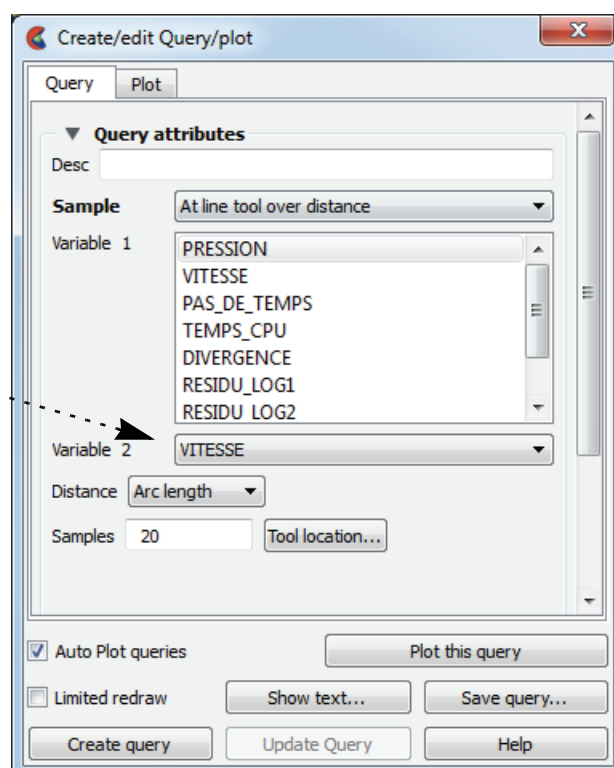 Create/edit Query/plot
Query Plot
Query attributes
Desc
Sample At line tool over distance
Variable 1 PRESSION
VITESSE
PAS_DE_TEMPS
TEMPS_CPU
DIVERGENCE
RESIDU_LOG1
RESIDU_LOG2
Variable 2 VITESSE
Distance Arc length
Samples 20 Tool location...
Auto Plot queries Plot this query
Limited redraw Show text... Save query...
Create query Update Query Help